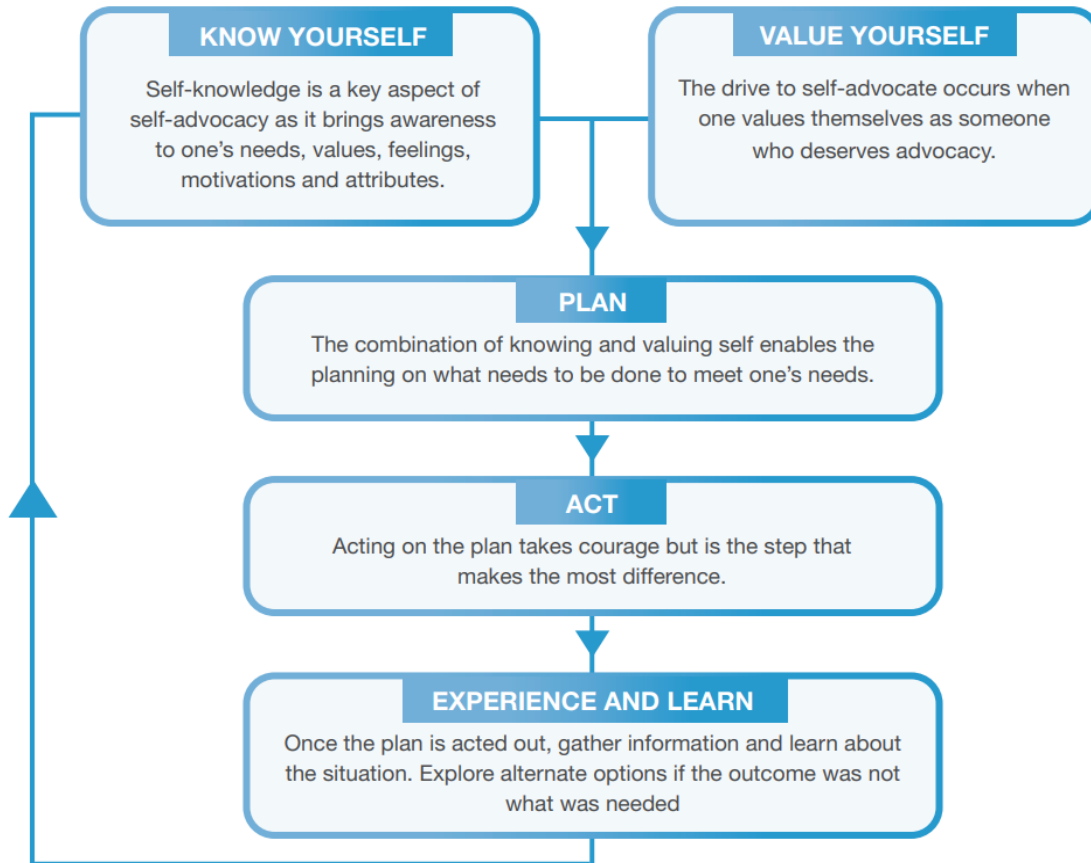 KNOW YOURSELF
Self-knowledge is a key aspect of
self-advocacy as it brings awareness
to one’s needs, values, feelings,
motivations and attributes.
VALUE YOURSELF
The drive to self-advocate occurs when
one values themselves as someone
who deserves advocacy.
PLAN
The combination of knowing and valuing self enables the
planning on what needs to be done to meet one’s needs.
ACT
Acting on the plan takes courage but is the step that
makes the most difference.
EXPERIENCE AND LEARN
Once the plan is acted out, gather information and learn about
the situation. Explore alternate options if the outcome was not
what was needed